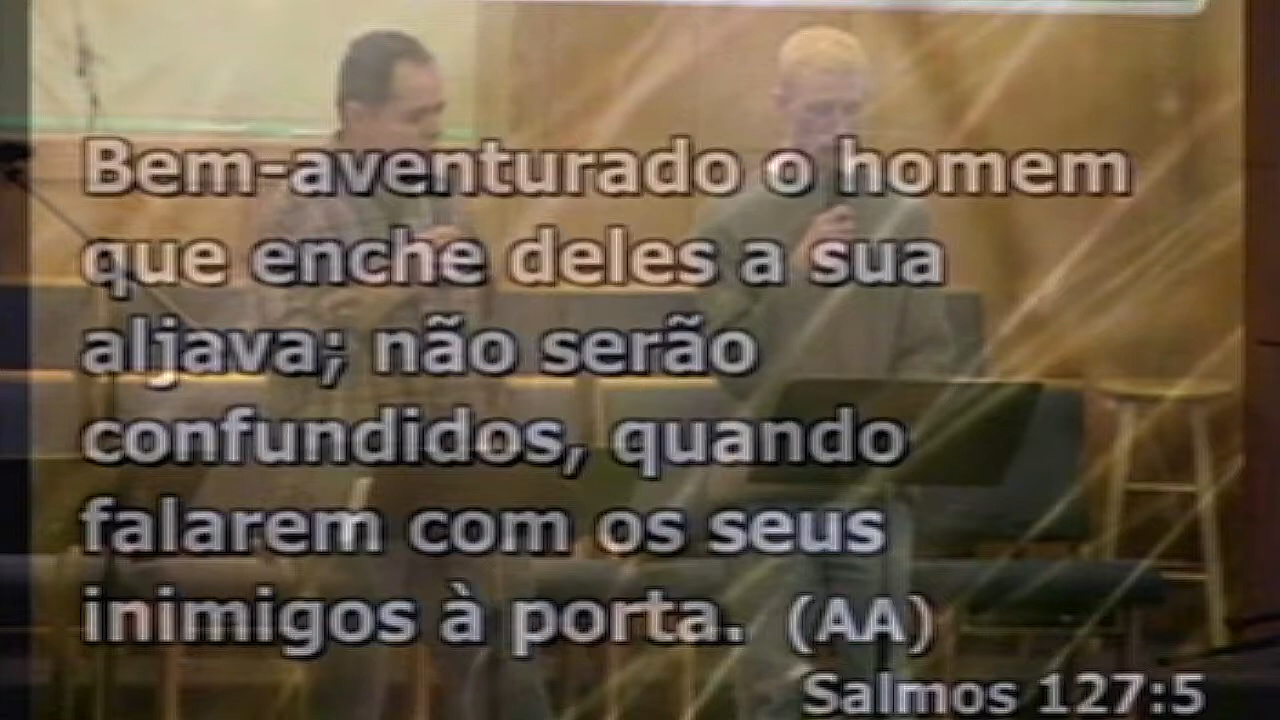 Bem-aventurado o homem
que enche deles a sua
aljava; não serão
confundidos, quando
falarem com os seus
inimigos à porta. (AA)
Salmos 127:5